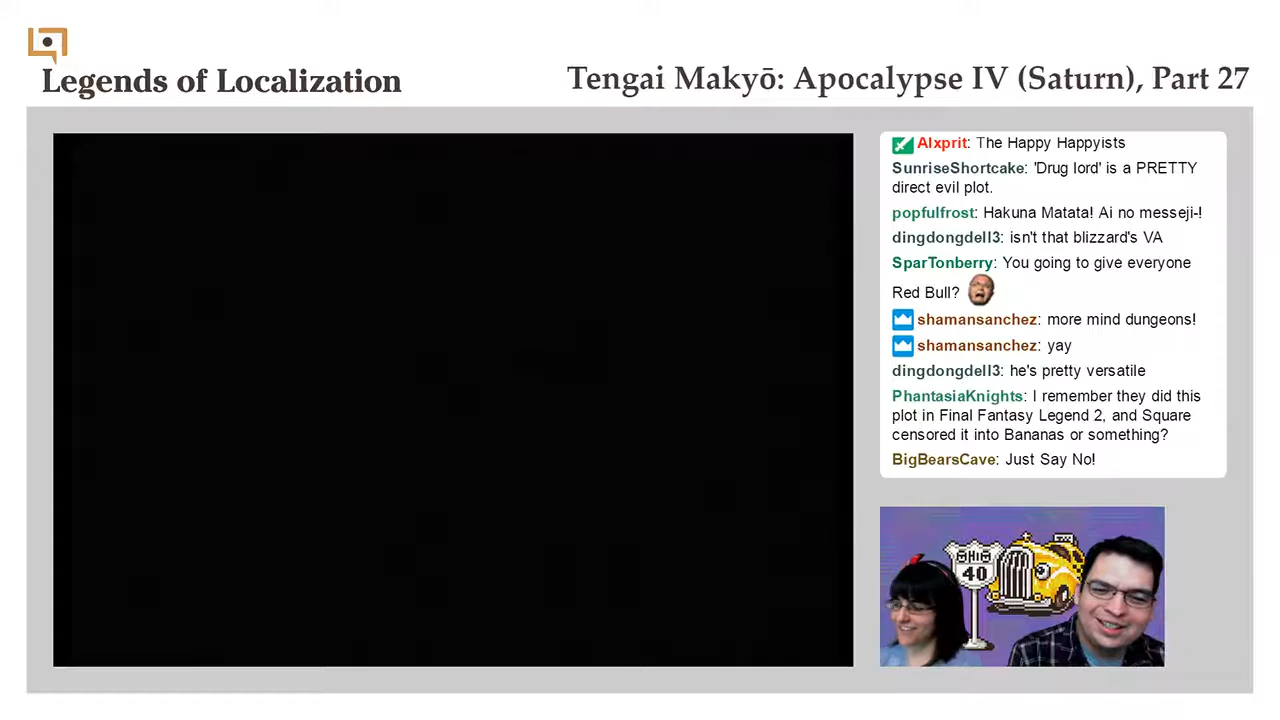 Legends of Localization
Tengai Makyō: Apocalypse IV (Saturn), Part 27
Alxprit: The Happy Happyists
SunriseShortcake: 'Drug lord' is a PRETTY
direct evil plot.
popfulfrost: Hakuna Matata! Ai no messeji-!
dingdongdell3: isn't that blizzard's VA
SparTonberry: You going to give everyone
Red Bull?
shamansanchez: more mind dungeons!
shamansanchez: yay
dingdongdell3: he's pretty versatile
PhantasiaKnights: I remember they did this
plot in Final Fantasy Legend 2, and Square
censored it into Bananas or something?
BigBearsCave: Just Say No!
40